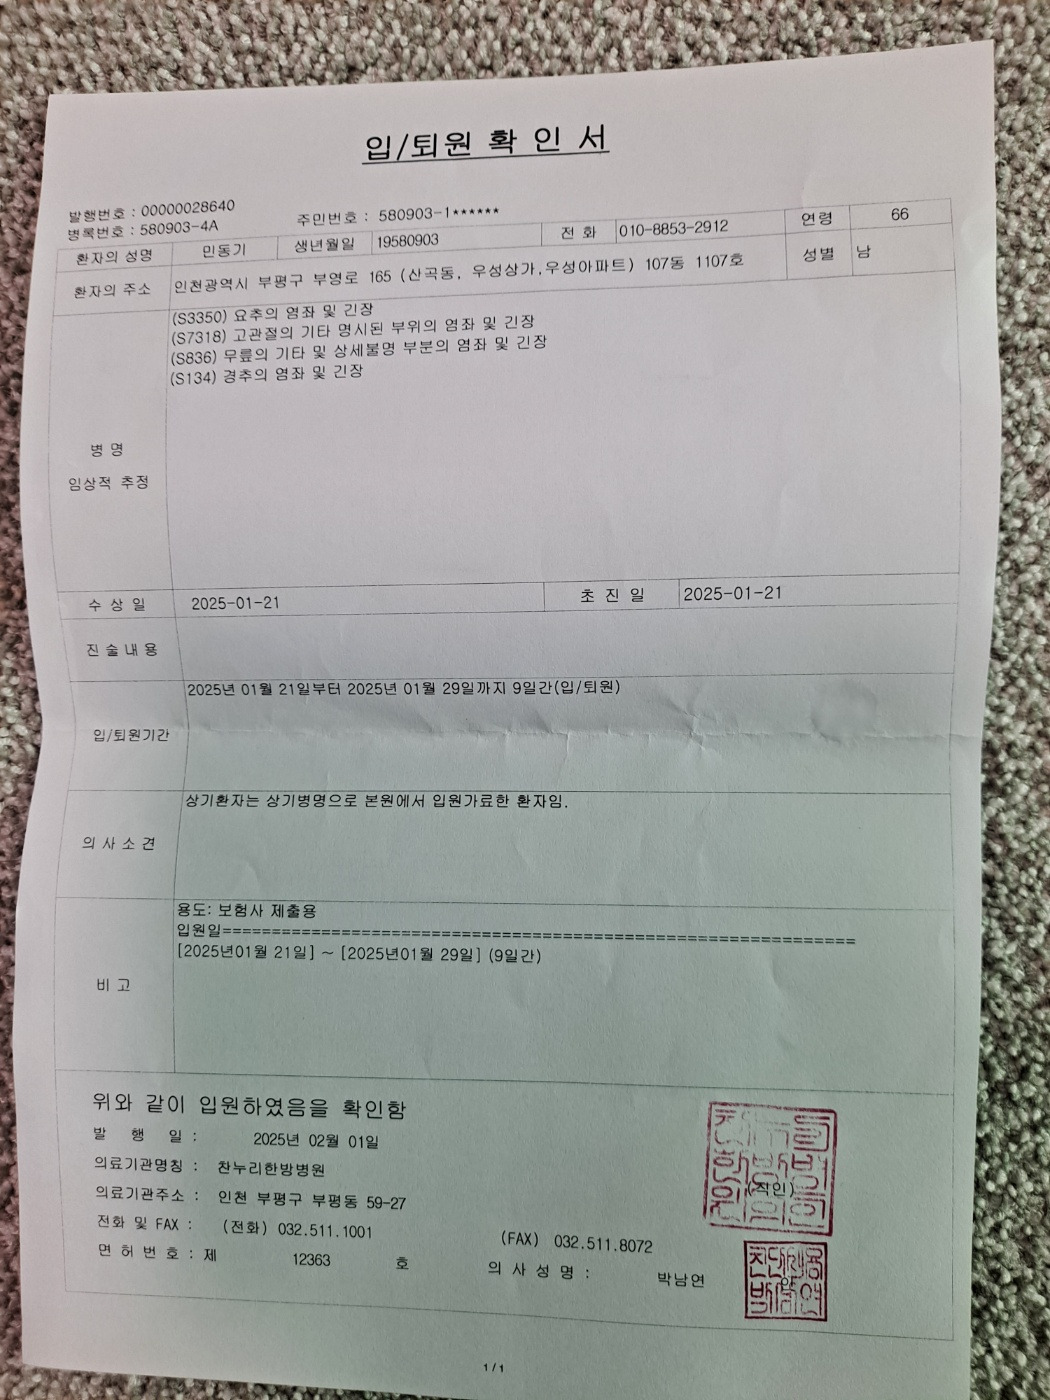 입/퇴원 확인서
발행번호 : 00000028640
병록번호 : 580903-4A
주민번호 : 580903-1******
환자의 성명 민동기 생년월일 19580903 전 화 010-8853-2912 연령 66
환자의 주소 인천광역시 부평구 부영로 165 (산곡동, 우성상가,우성아파트) 107동 1107호 성별 남
(S3350) 요추의 염좌 및 긴장
(S7318) 고관절의 기타 명시된 부위의 염좌 및 긴장
(S836) 무릎의 기타 및 상세불명 부분의 염좌 및 긴장
(S134) 경추의 염좌 및 긴장
병 명
임상적 추정
수 상 일 2025-01-21 초 진 일 2025-01-21
진 술 내 용
2025년 01월 21일부터 2025년 01월 29일까지 9일간(입/퇴원)
입/퇴원기간
상기환자는 상기병명으로 본원에서 입원가료한 환자임.
의 사 소 견
용도: 보험사 제출용
입원일================================================================
[2025년01월 21일] ~ [2025년01월 29일] (9일간)
비 고
위와 같이 입원하였음을 확인함
발 행 일 : 2025년 02월 01일
의료기관명칭 : 찬누리한방병원
(직인)
의료기관주소 : 인천 부평구 부평동 59-27
전화 및 FAX : (전화) 032.511.1001 (FAX) 032.511.8072
면 허 번 호 : 제 12363 호 의 사 성 명 : 박남연
1 / 1